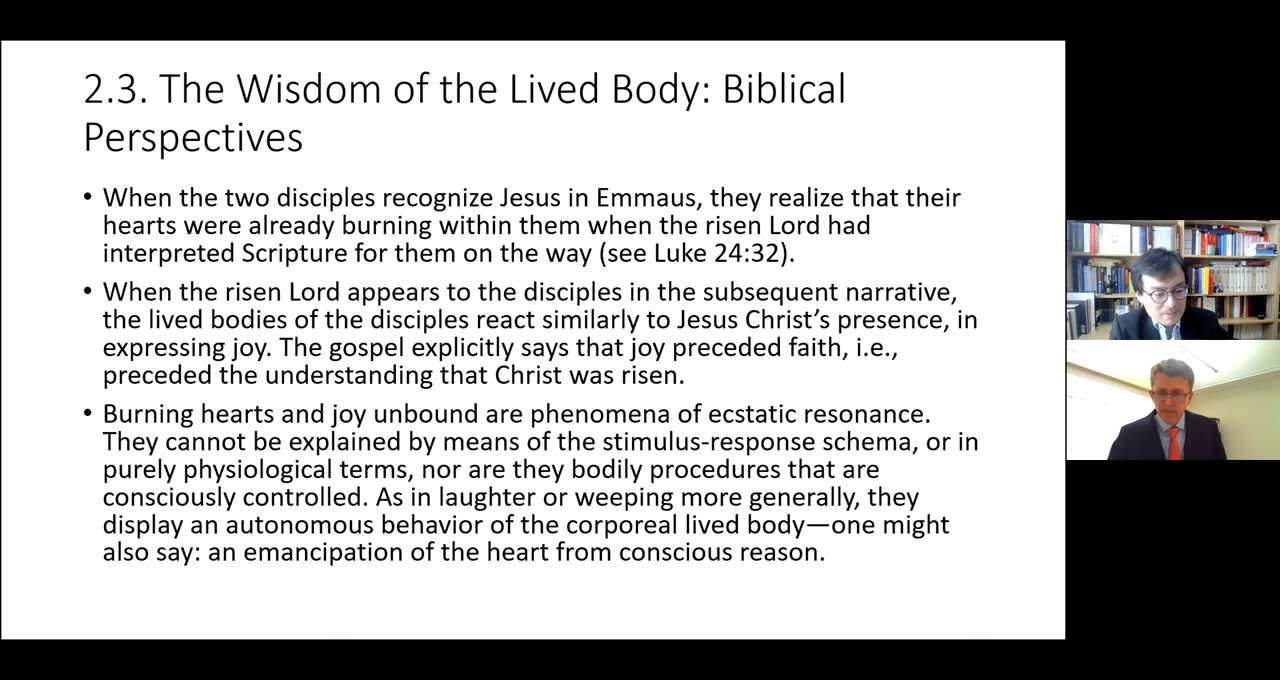 2.3. The Wisdom of the Lived Body: Biblical
Perspectives
• When the two disciples recognize Jesus in Emmaus, they realize that their
hearts were already burning within them when the risen Lord had
interpreted Scripture for them on the way (see Luke 24:32).
• When the risen Lord appears to the disciples in the subsequent narrative,
the lived bodies of the disciples react similarly to Jesus Christ’s presence, in
expressing joy. The gospel explicitly says that joy preceded faith, i.e.,
preceded the understanding that Christ was risen.
• Burning hearts and joy unbound are phenomena of ecstatic resonance.
They cannot be explained by means of the stimulus-response schema, or in
purely physiological terms, nor are they bodily procedures that are
consciously controlled. As in laughter or weeping more generally, they
display an autonomous behavior of the corporeal lived body—one might
also say: an emancipation of the heart from conscious reason.